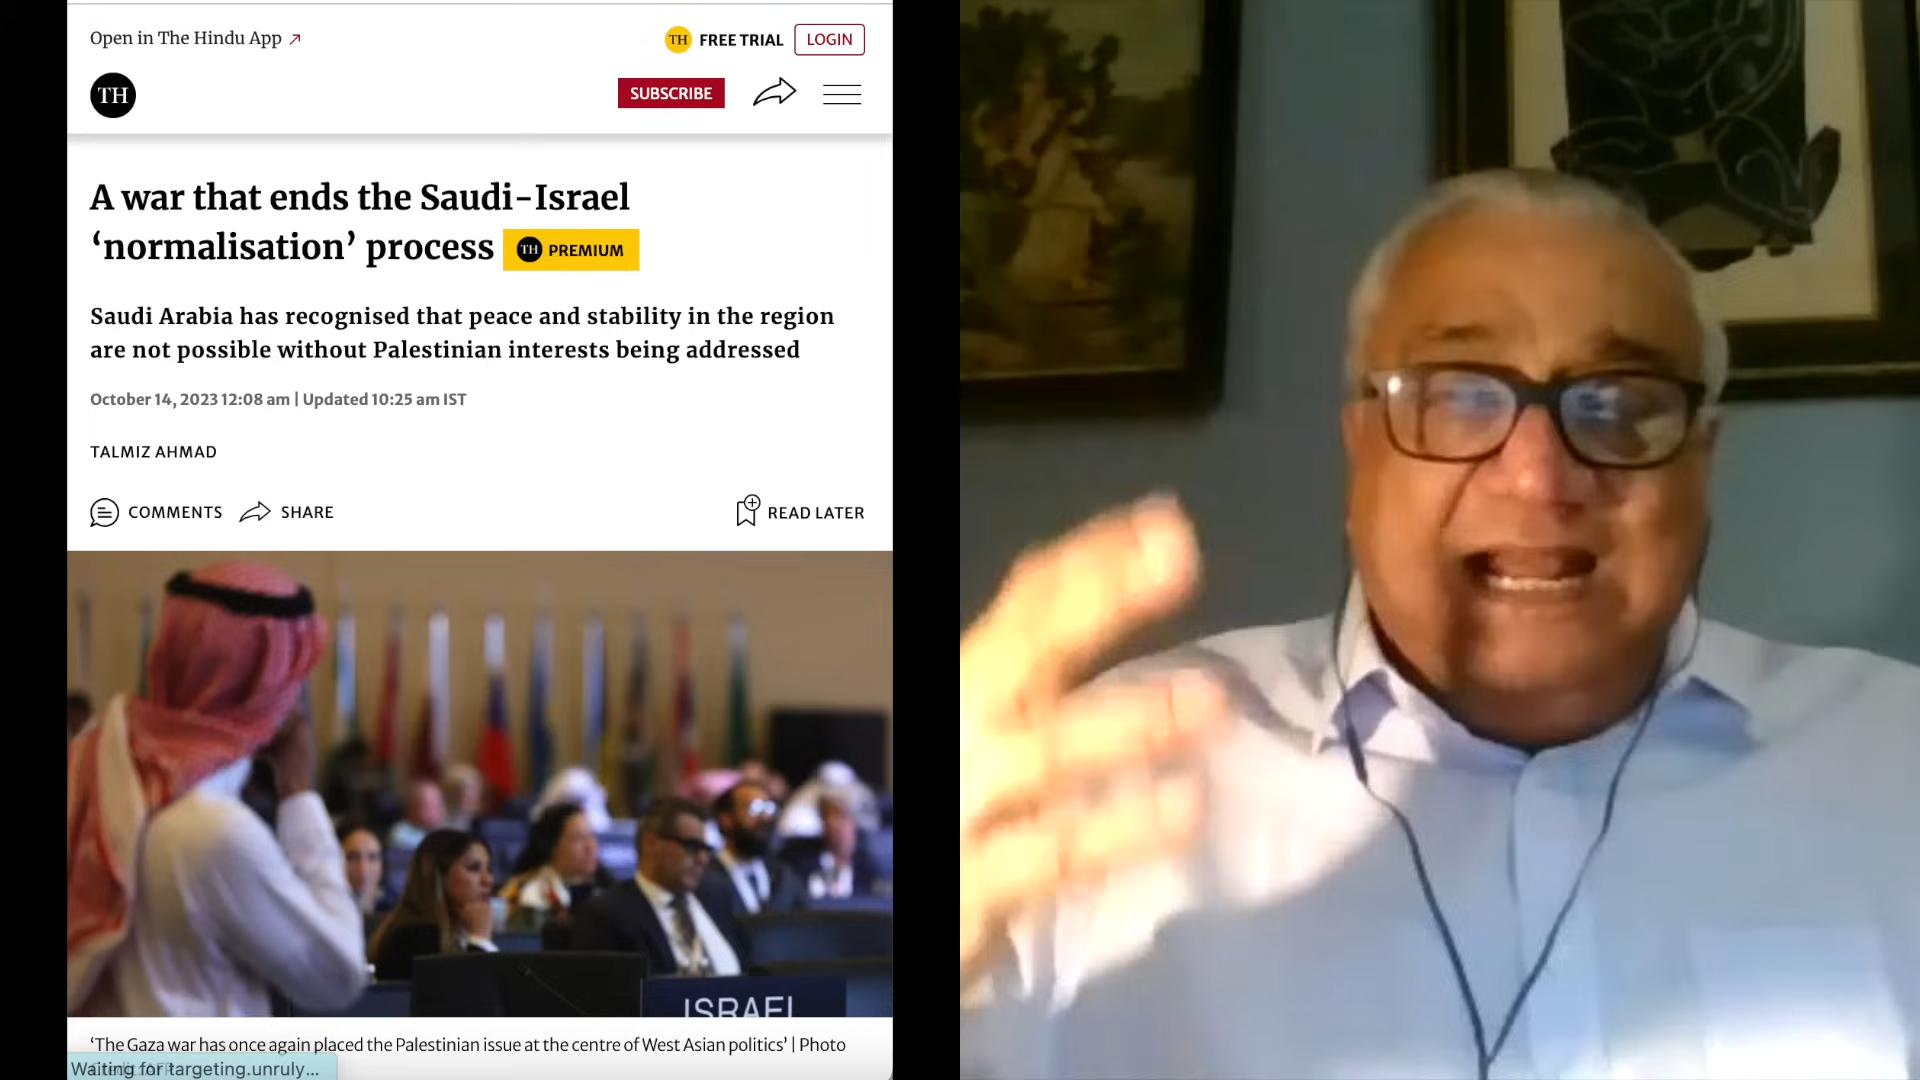 Open in The Hindu App
TH FREE TRIAL LOGIN
TH SUBSCRIBE
A war that ends the Saudi-Israel
‘normalisation’ process TH PREMIUM
Saudi Arabia has recognised that peace and stability in the region
are not possible without Palestinian interests being addressed
October 14, 2023 12:08 am | Updated 10:25 am IST
TALMIZ AHMAD
COMMENTS SHARE READ LATER
ISRAEL
‘The Gaza war has once again placed the Palestinian issue at the centre of West Asian politics’ | Photo
Waiting for targeting.unruly...